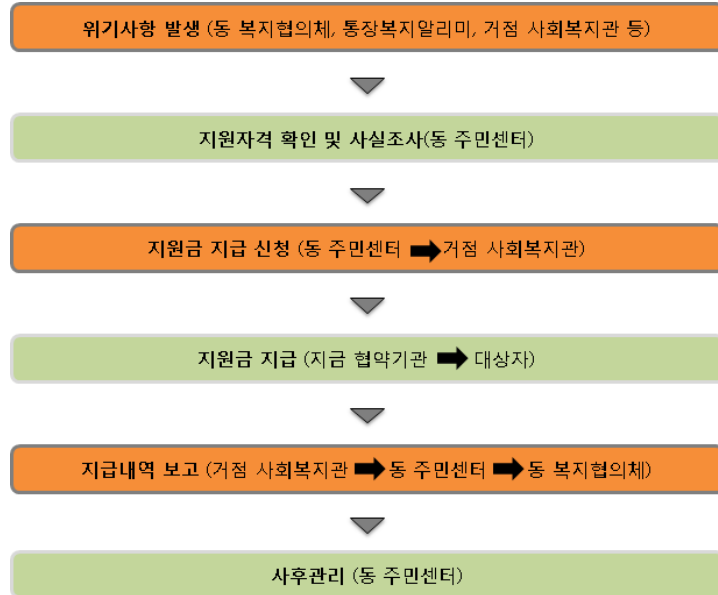 위기사항 발생 (동 복지협의체, 통장복지알리미, 거점 사회복지관 등)
지원자격 확인 및 사실조사(동 주민센터)
지원금 지급 신청 (동 주민센터 ➡거점 사회복지관)
지원금 지급 (지금 협약기관 ➡ 대상자)
지급내역 보고 (거점 사회복지관 ➡동 주민센터 ➡동 복지협의체)
사후관리 (동 주민센터)